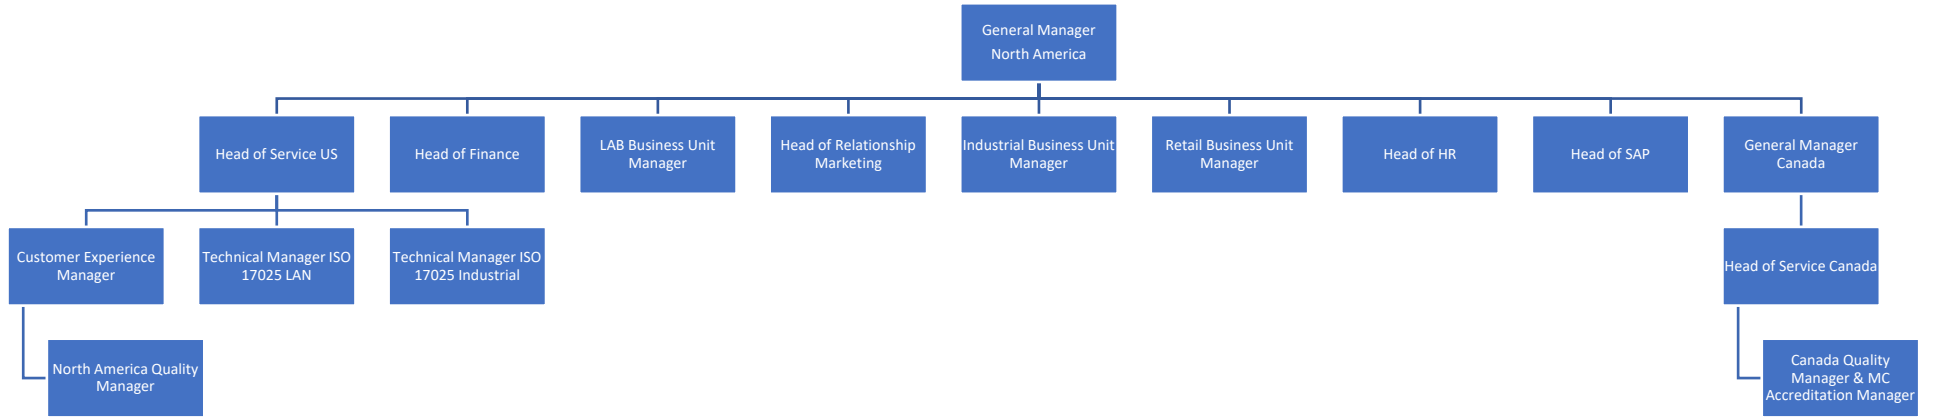 General Manager
North America
Head of Service US
Head of Finance
LAB Business Unit
Manager
Head of Relationship
Marketing
Industrial Business Unit
Manager
Retail Business Unit
Manager
Head of HR
Head of SAP
General Manager
Canada
Customer Experience
Manager
Technical Manager ISO
17025 LAN
Technical Manager ISO
17025 Industrial
Head of Service Canada
North America Quality
Manager
Canada Quality
Manager & MC
Accreditation Manager